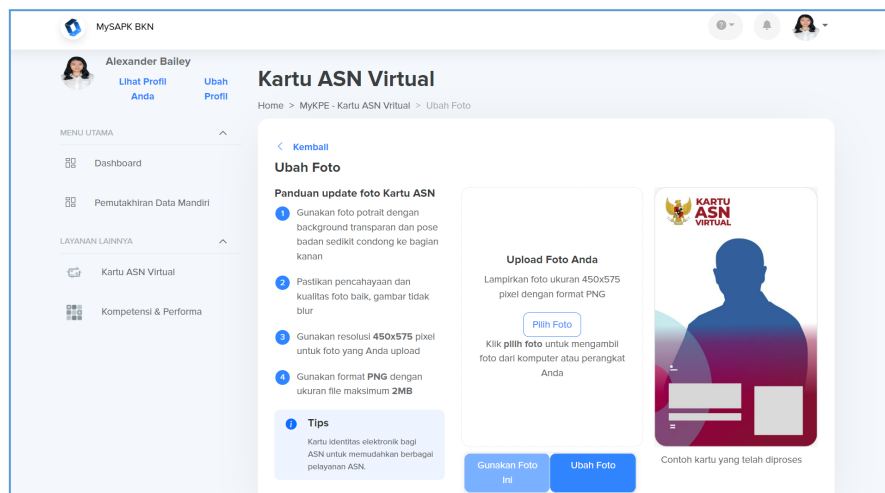 MySAPK BKN
Alexander Bailey
Lihat Profil
Anda
Ubah
Profil
MENU UTAMA
Dashboard
Pemutakhiran Data Mandiri
LAYANAN LAINNYA
Kartu ASN Virtual
Kompetensi & Performa
Kartu ASN Virtual
Home > MyKPE - Kartu ASN Vritual > Ubah Foto
Kembali
Ubah Foto
Panduan update foto Kartu ASN
1 Gunakan foto potrait dengan
background transparan dan pose
badan sedikit condong ke bagian
kanan
2 Pastikan pencahayaan dan
kualitas foto baik, gambar tidak
blur
3 Gunakan resolusi 450x575 pixel
untuk foto yang Anda upload
4 Gunakan format PNG dengan
ukuran file maksimum 2MB
Tips
Kartu identitas elektronik bagi
ASN untuk memudahkan berbagai
pelayanan ASN.
Upload Foto Anda
Lampirkan foto ukuran 450x575
pixel dengan format PNG
Pilih Foto
Klik pilih foto untuk mengambil
foto dari komputer atau perangkat
Anda
Gunakan Foto
Ini
Ubah Foto
KARTU
ASN
VIRTUAL
Contoh kartu yang telah diproses